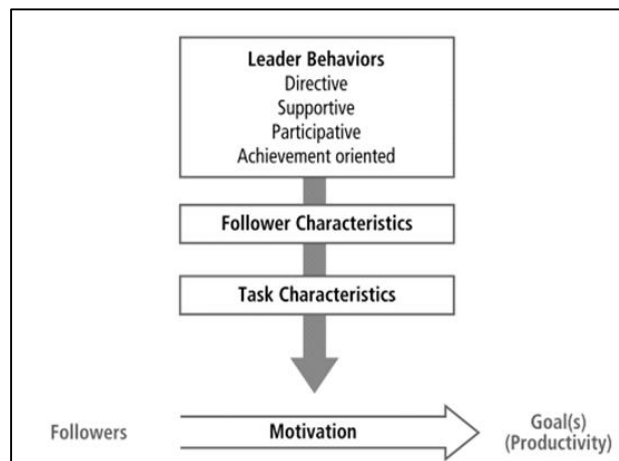 Leader Behaviors
Directive
Supportive
Participative
Achievement oriented
Follower Characteristics
Task Characteristics
Followers
Motivation
Goal(s)
(Productivity)